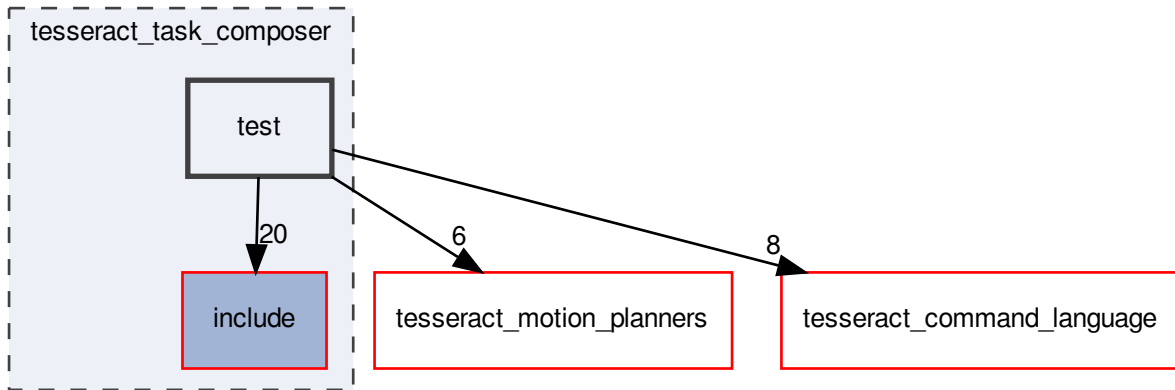 tesseract_task_composer
test
20
6
8
include
tesseract_motion_planners
tesseract_command_language